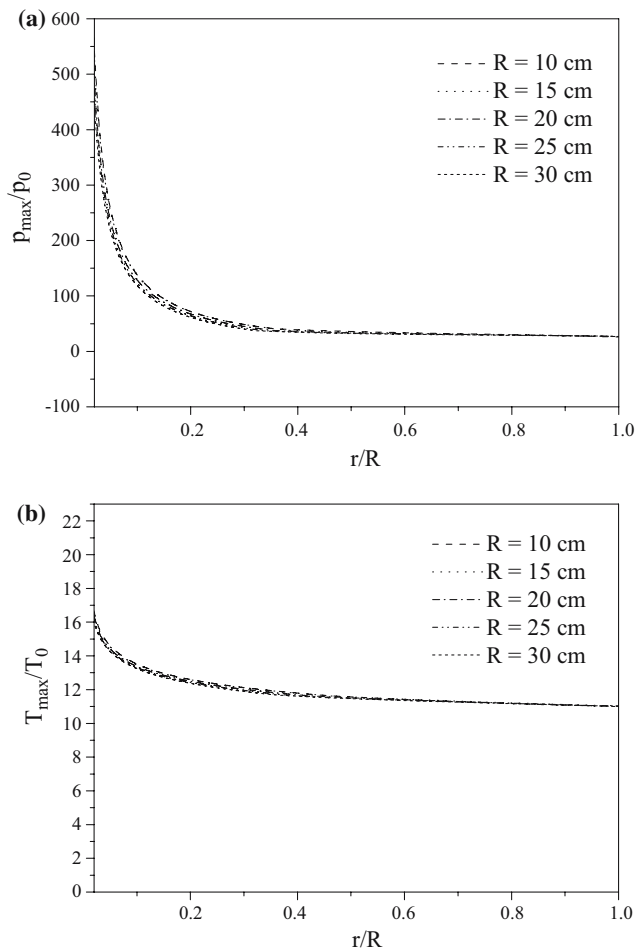 (a)
600
500
400
300
200
100
0
-100
p_max/p_0
R = 10 cm
R = 15 cm
R = 20 cm
R = 25 cm
R = 30 cm
0.2 0.4 0.6 0.8 1.0
r/R
(b)
22
20
18
16
14
12
10
8
6
4
2
0
T_max/T_0
R = 10 cm
R = 15 cm
R = 20 cm
R = 25 cm
R = 30 cm
0.2 0.4 0.6 0.8 1.0
r/R